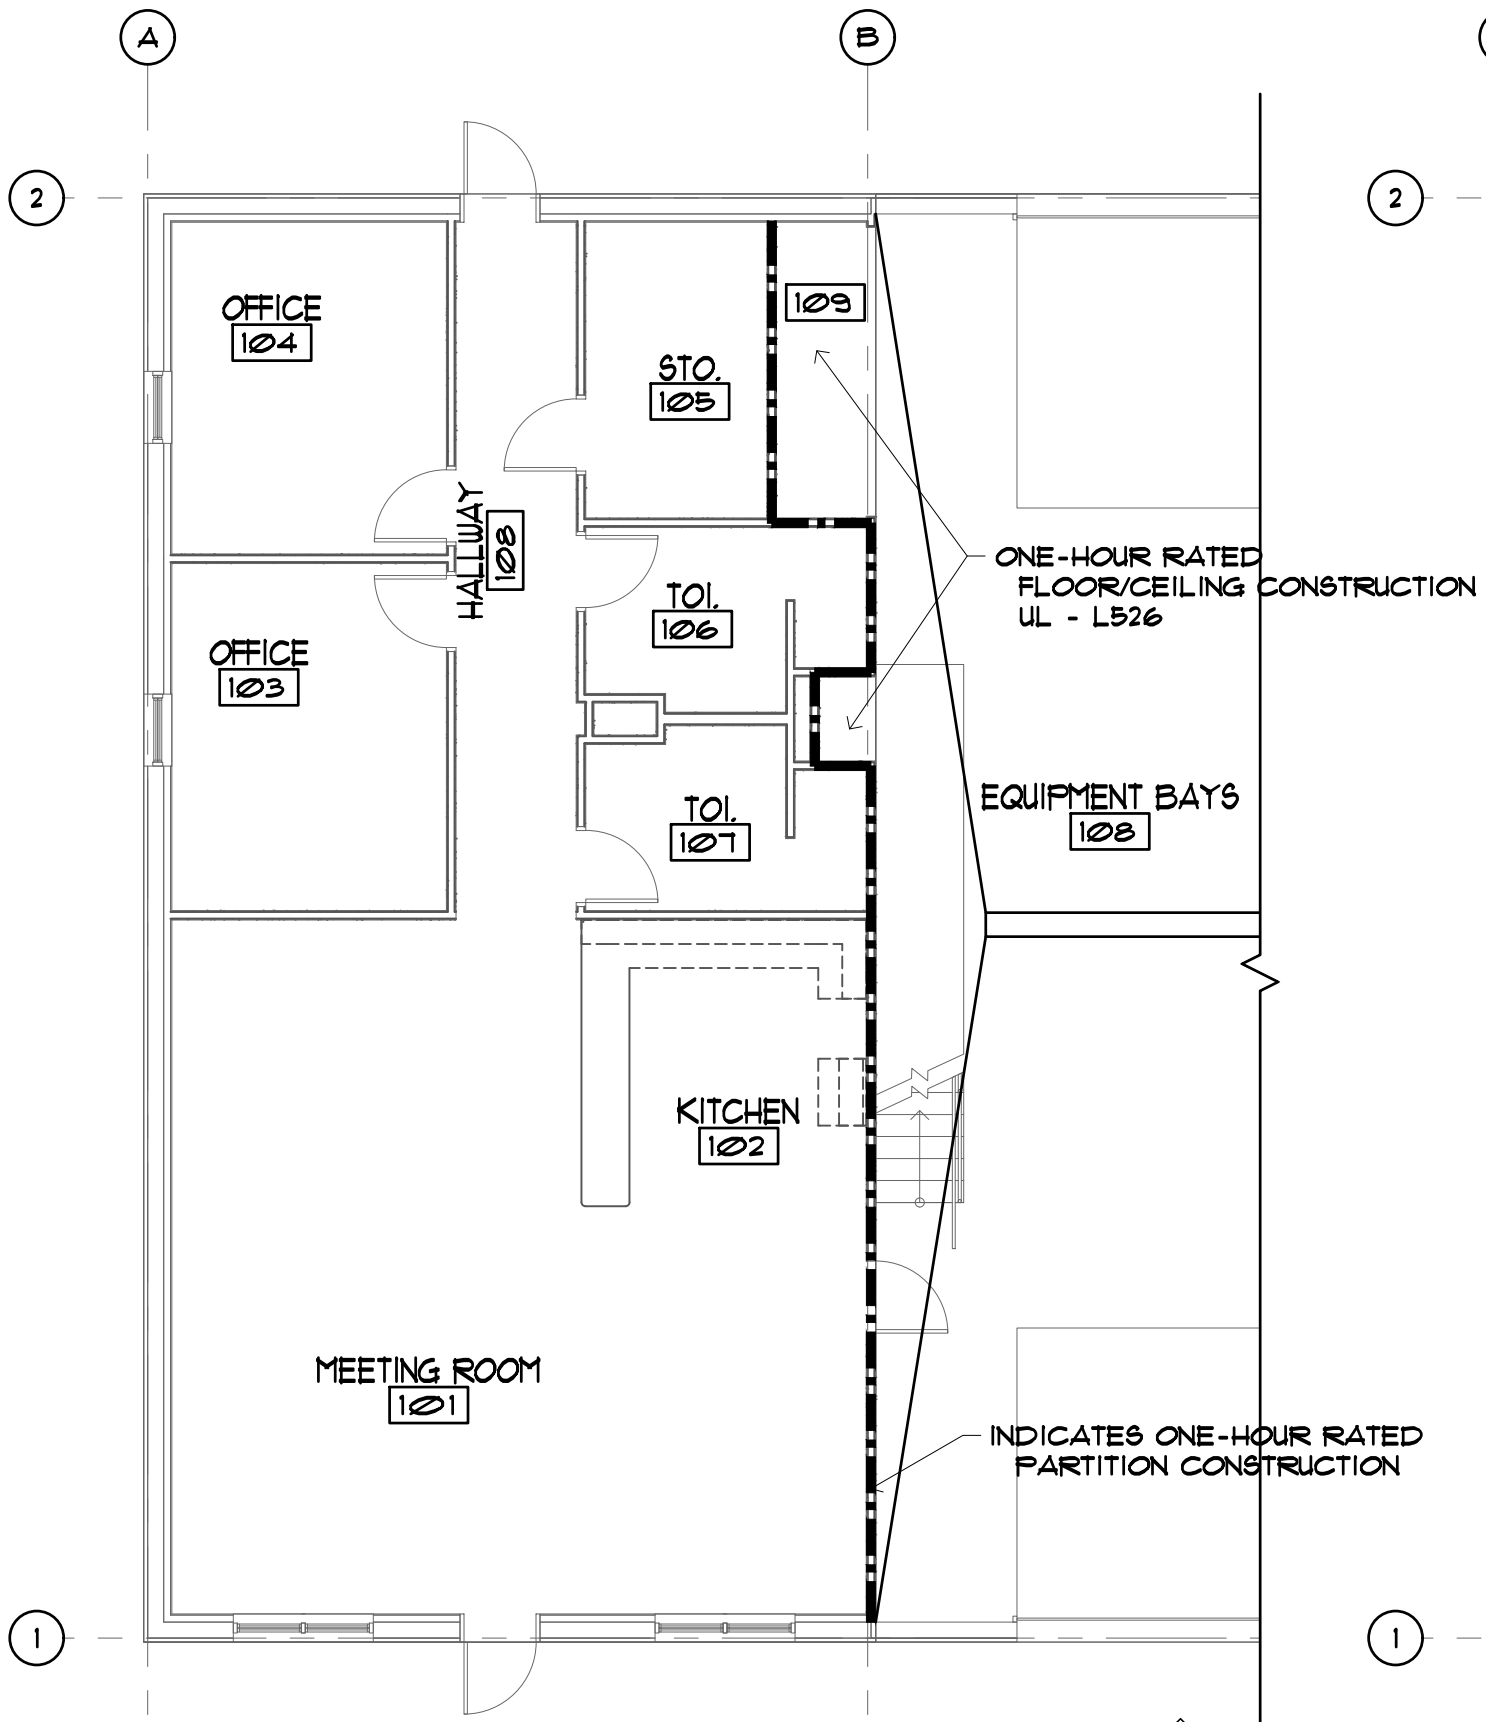 A
B
2
2
OFFICE
104
109
STO.
105
HALLWAY
108
ONE-HOUR RATED
FLOOR/CEILING CONSTRUCTION
UL - L526
TOI.
106
OFFICE
103
EQUIPMENT BAYS
108
TOI.
107
KITCHEN
102
MEETING ROOM
101
INDICATES ONE-HOUR RATED
PARTITION CONSTRUCTION
1
1